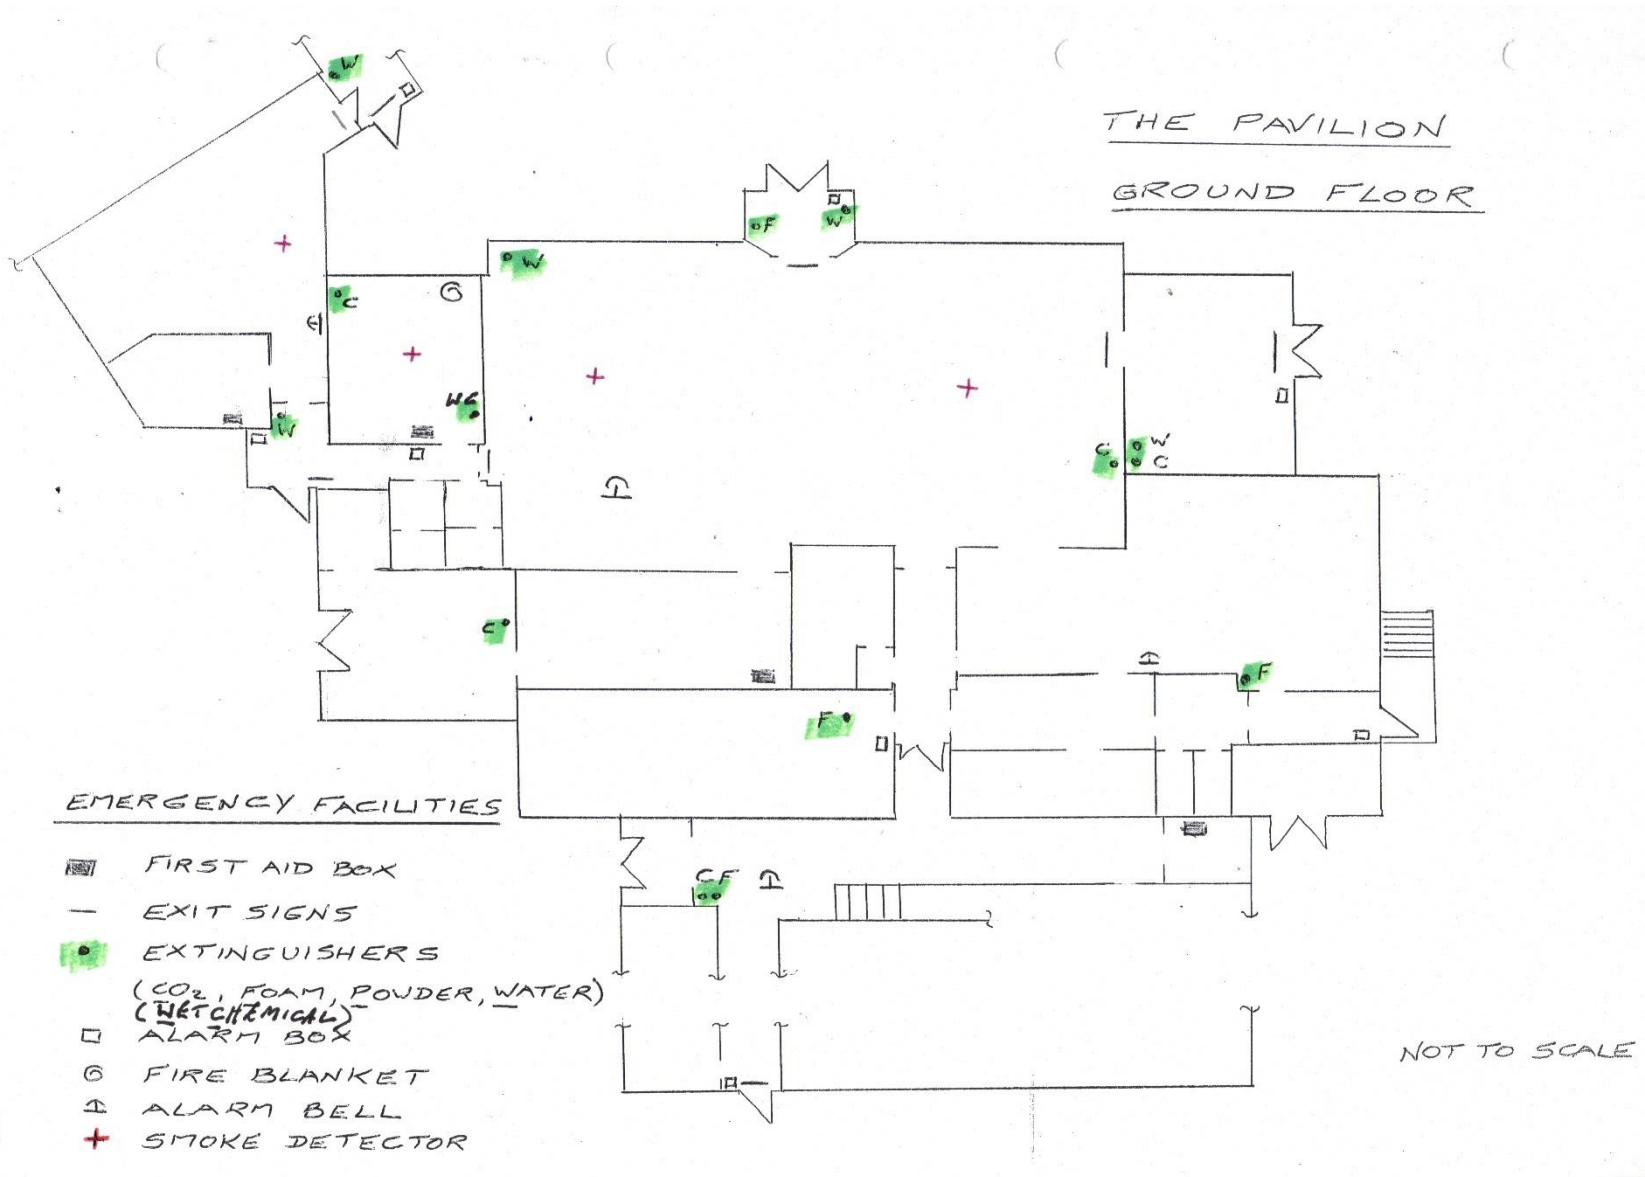 W
THE PAVILION
GROUND FLOOR
F
W
W
C
WC
W
C
W
C
C
F
F
EMERGENCY FACILITIES
FIRST AID BOX
C F
EXIT SIGNS
EXTINGUISHERS
(CO2, FOAM, POWDER, WATER)
(WET CHEMICAL)
ALARM BOX
NOT TO SCALE
FIRE BLANKET
ALARM BELL
SMOKE DETECTOR